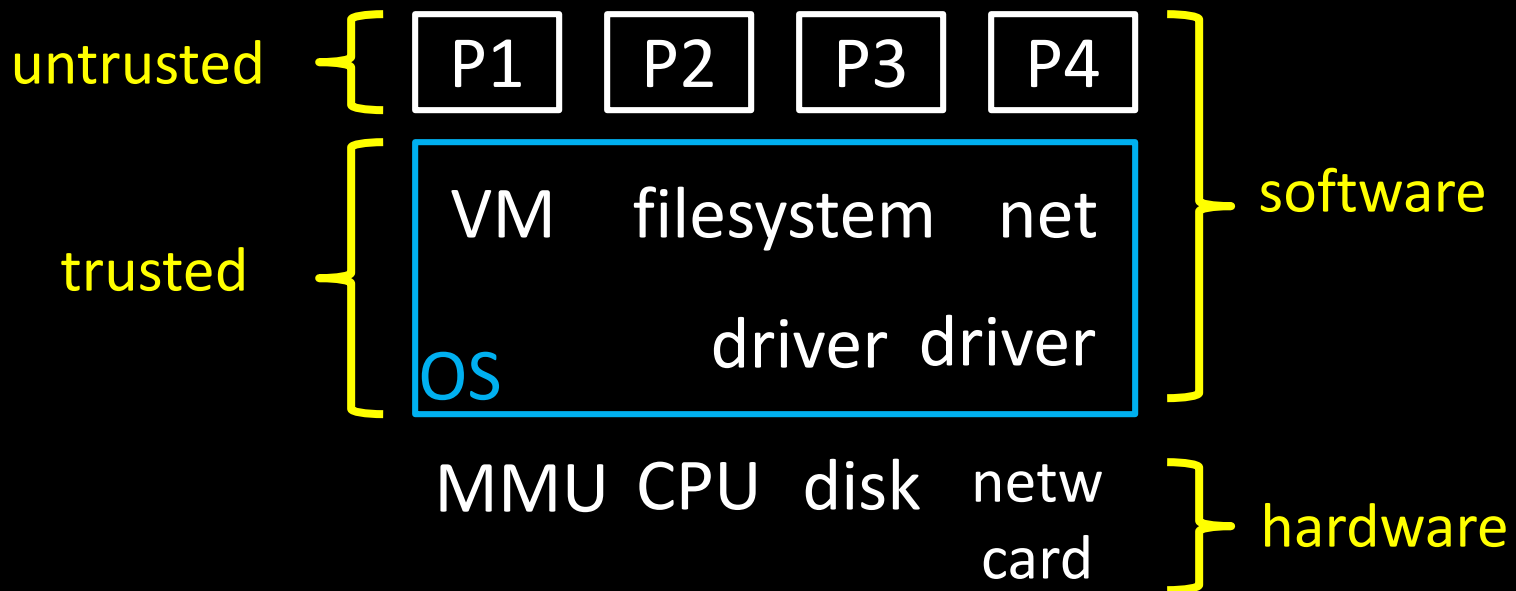 untrusted
P1 P2 P3 P4
software
trusted
VM filesystem net
driver driver
OS
MMU CPU disk netw
card
hardware